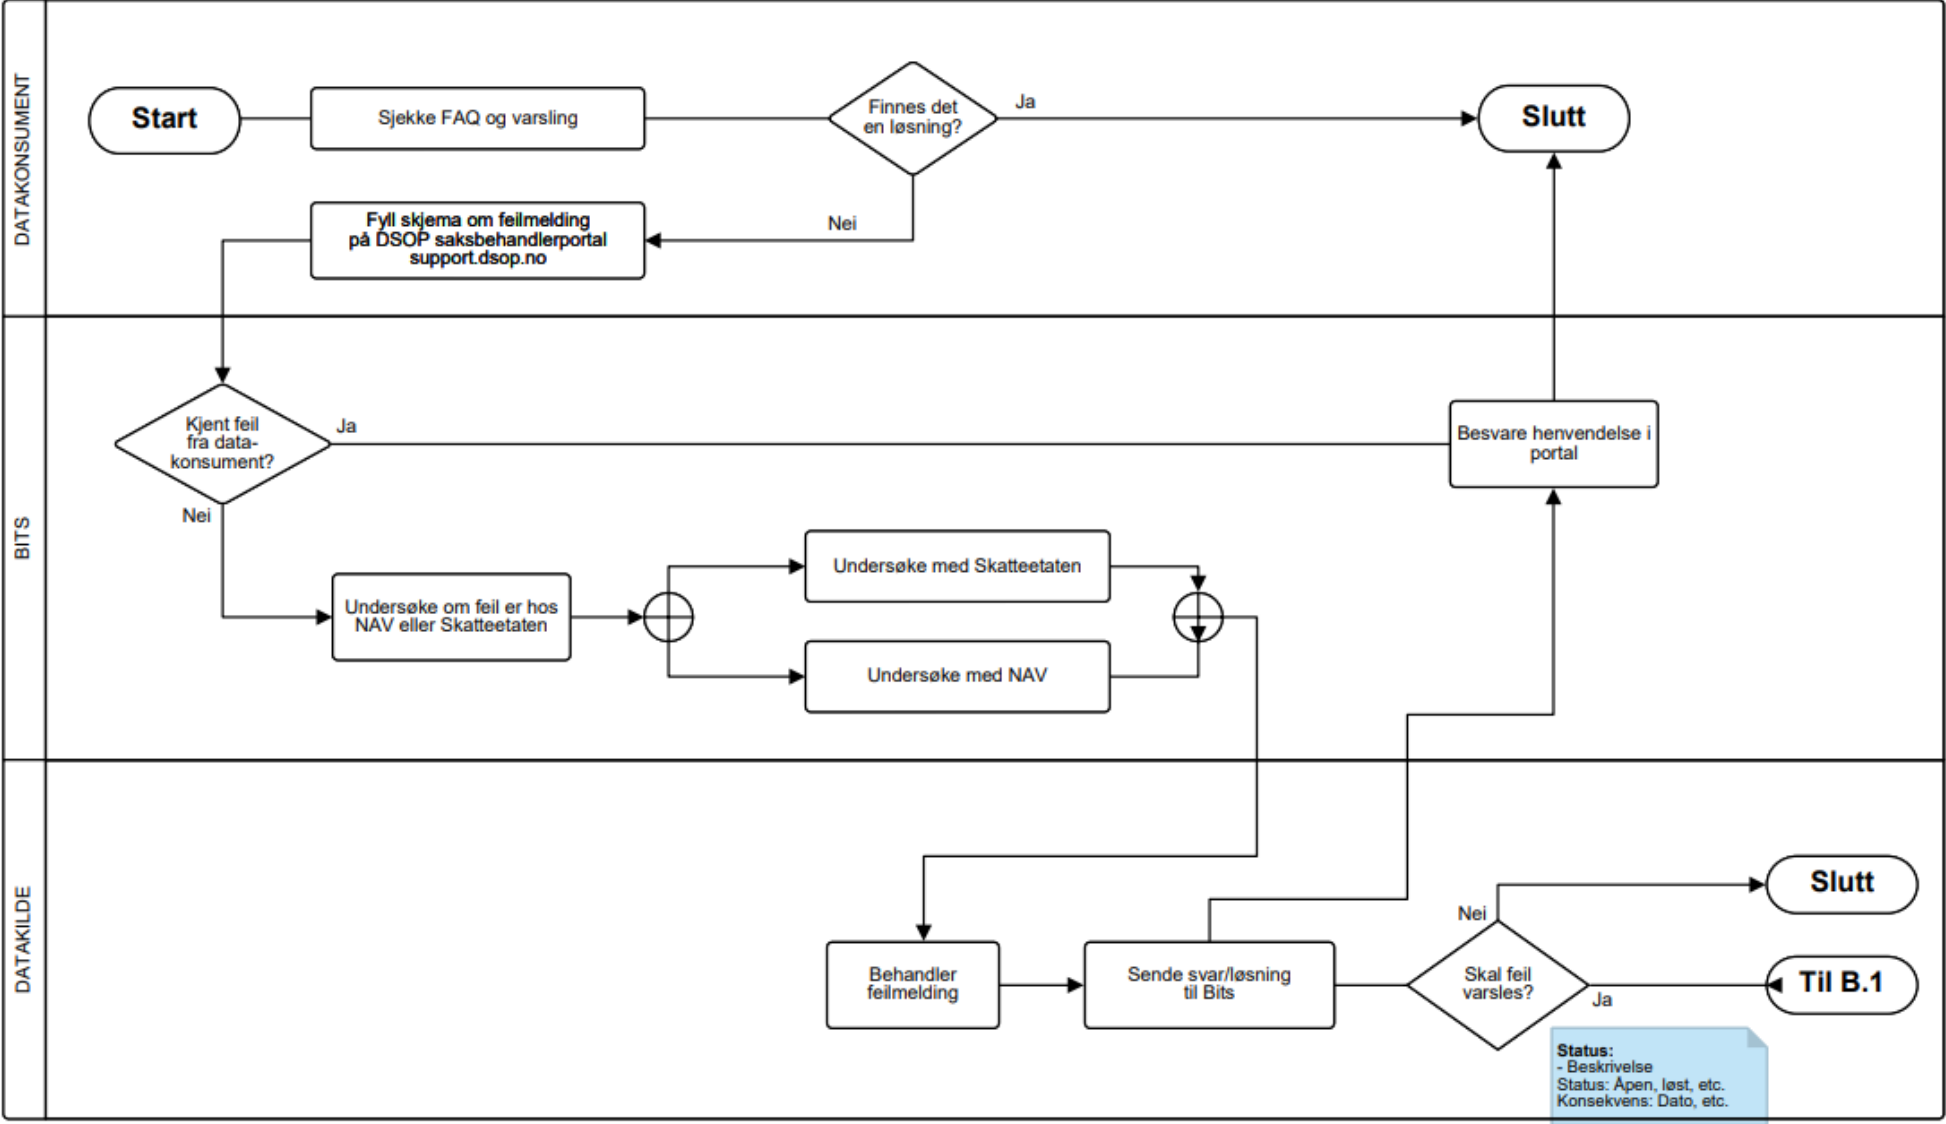 DATAKONSUMENT
Start
Sjekke FAQ og varsling
Finnes det
en løsning?
Ja
Slutt
Nei
Fyll skjema om feilmelding
på DSOP saksbehandlerportal
support.dsop.no
BITS
Kjent feil
fra data-
konsument?
Ja
Besvare henvendelse i
portal
Nei
Undersøke om feil er hos
NAV eller Skatteetaten
Undersøke med Skatteetaten
Undersøke med NAV
DATAKILDE
Behandler
feilmelding
Sende svar/løsning
til Bits
Skal feil
varsles?
Nei
Slutt
Ja
Til B.1
Status:
- Beskrivelse
Status: Åpen, løst, etc.
Konsekvens: Dato, etc.